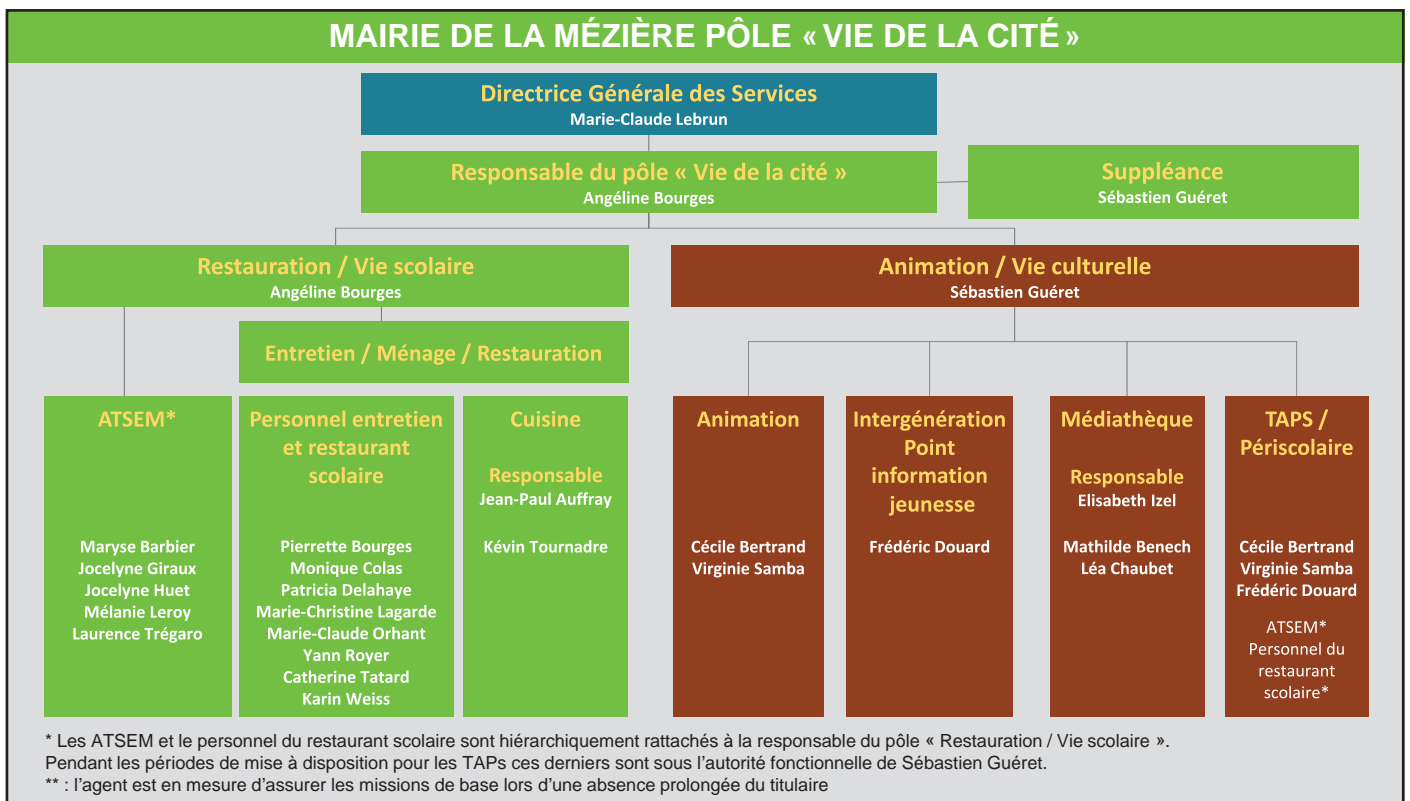 MAIRIE DE LA MÉZIÈRE PÔLE « VIE DE LA CITÉ »
Directrice Générale des Services
Marie-Claude Lebrun
Responsable du pôle « Vie de la cité »
Angéline Bourges
Suppléance
Sébastien Guéret
Restauration / Vie scolaire
Angéline Bourges
Animation / Vie culturelle
Sébastien Guéret
Entretien / Ménage / Restauration
ATSEM*
Maryse Barbier
Jocelyne Giraux
Jocelyne Huet
Mélanie Leroy
Laurence Trégaro
Personnel entretien
et restaurant
scolaire
Pierrette Bourges
Monique Colas
Patricia Delahaye
Marie-Christine Lagarde
Marie-Claude Orhant
Yann Royer
Catherine Tatard
Karin Weiss
Cuisine
Responsable
Jean-Paul Auffray
Kévin Tournadre
Animation
Cécile Bertrand
Virginie Samba
Intergénération
Point
information
jeunesse
Frédéric Douard
Médiathèque
Responsable
Elisabeth Izel
Mathilde Benech
Léa Chaubet
TAPS /
Périscolaire
Cécile Bertrand
Virginie Samba
Frédéric Douard
ATSEM*
Personnel du
restaurant
scolaire*
* Les ATSEM et le personnel du restaurant scolaire sont hiérarchiquement rattachés à la responsable du pôle « Restauration / Vie scolaire ».
Pendant les périodes de mise à disposition pour les TAPs ces derniers sont sous l’autorité fonctionnelle de Sébastien Guéret.
** : l’agent est en mesure d’assurer les missions de base lors d’une absence prolongée du titulaire